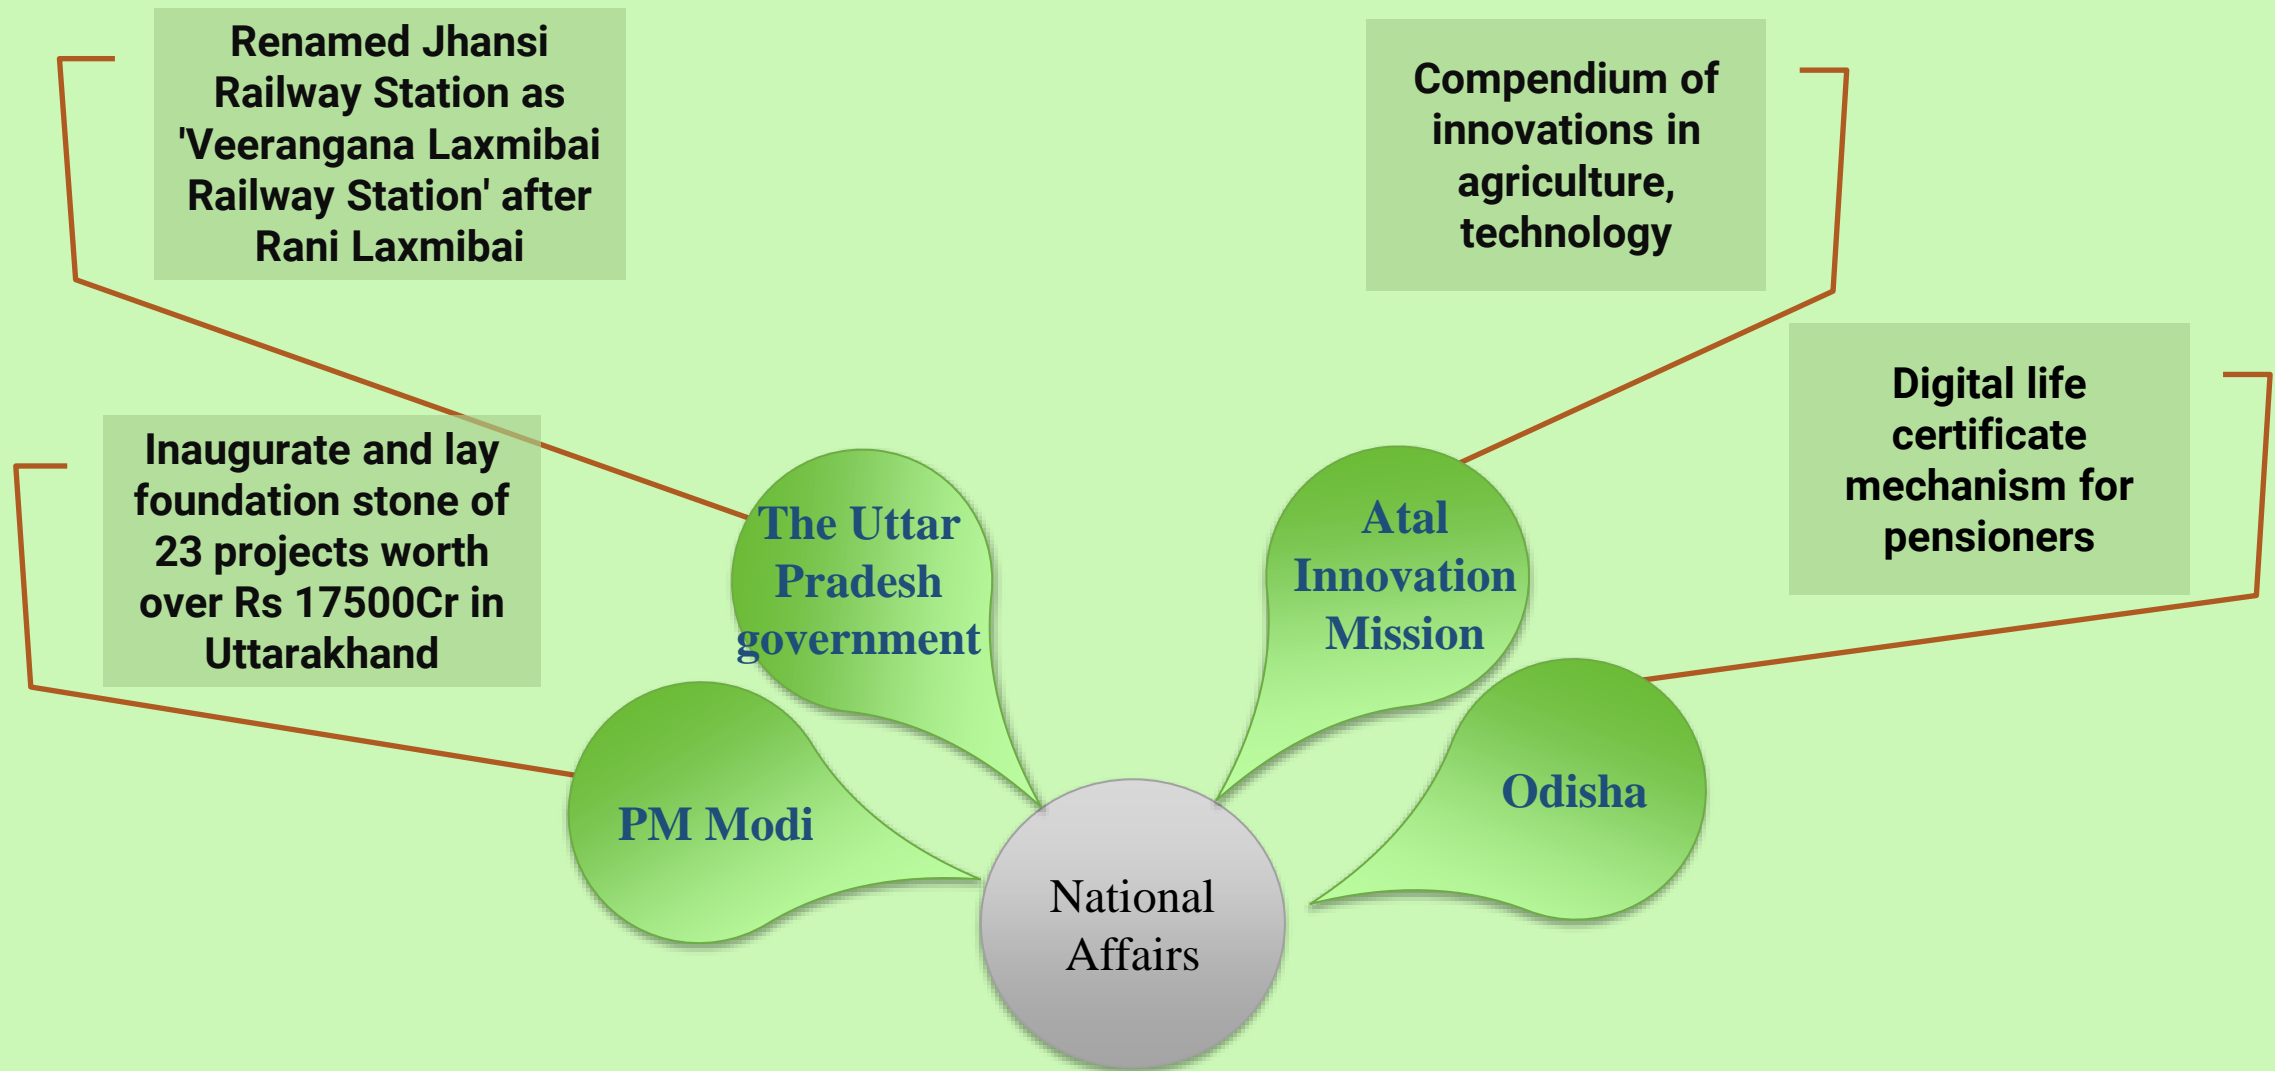 Renamed Jhansi
Railway Station as
'Veerangana Laxmibai
Railway Station' after
Rani Laxmibai
Compendium of
innovations in
agriculture,
technology
Inaugurate and lay
foundation stone of
23 projects worth
over Rs 17500Cr in
Uttarakhand
Digital life
certificate
mechanism for
pensioners
The Uttar
Pradesh
government
Atal
Innovation
Mission
PM Modi
Odisha
National
Affairs